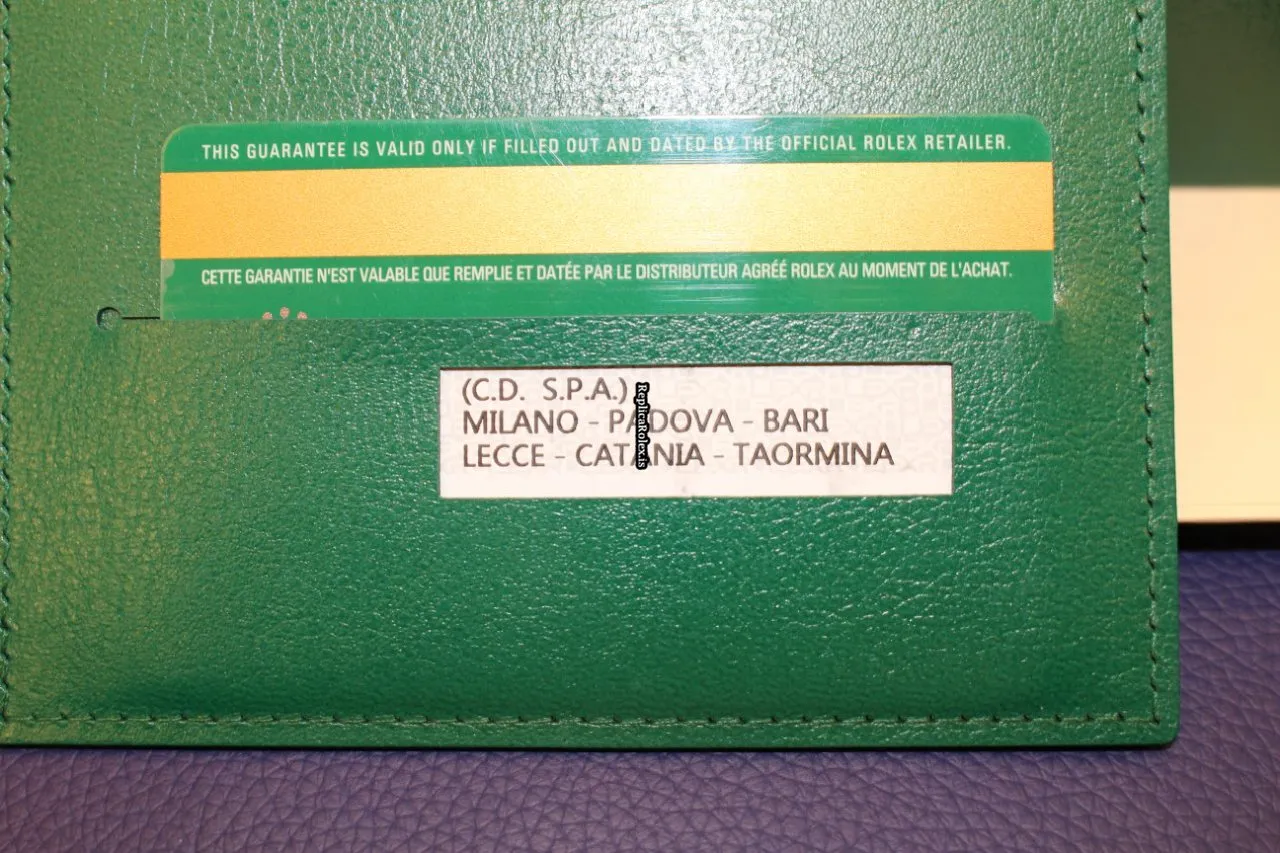 THIS GUARANTEE IS VALID ONLY IF FILLED OUT AND DATED BY THE OFFICIAL ROLEX RETAILER.
CETTE GARANTIE N'EST VALABLE QUE REMPLIE ET DATÉE PAR LE DISTRIBUTEUR AGRÉÉ ROLEX AU MOMENT DE L'ACHAT.
(C.D. S.P.A.)
MILANO - PADOVA - BARI
LECCE - CATANIA - TAORMINA
ReplicaRolex.is